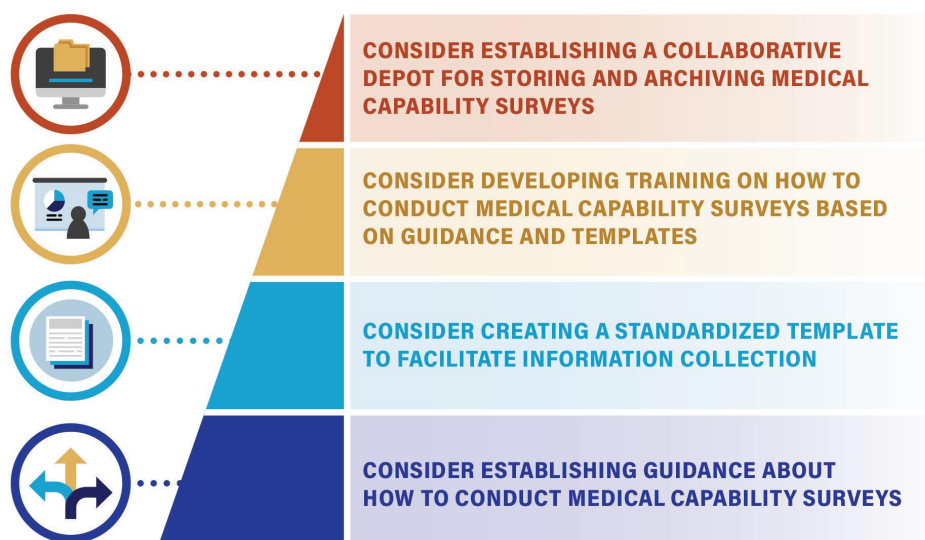 CONSIDER ESTABLISHING A COLLABORATIVE
DEPOT FOR STORING AND ARCHIVING MEDICAL
CAPABILITY SURVEYS
CONSIDER DEVELOPING TRAINING ON HOW TO
CONDUCT MEDICAL CAPABILITY SURVEYS BASED
ON GUIDANCE AND TEMPLATES
CONSIDER CREATING A STANDARDIZED TEMPLATE
TO FACILITATE INFORMATION COLLECTION
CONSIDER ESTABLISHING GUIDANCE ABOUT
HOW TO CONDUCT MEDICAL CAPABILITY SURVEYS